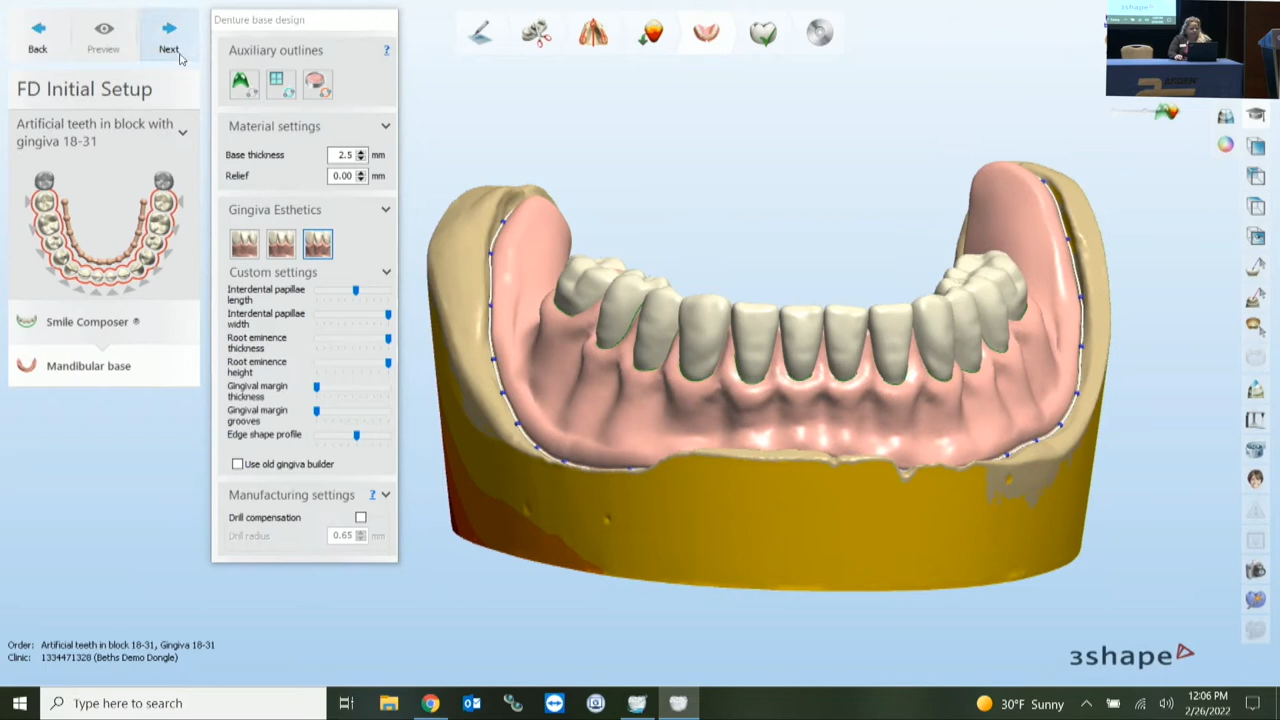 Back
Preview
Next
FD Initial Setup
Artificial teeth in block with
gingiva 18-31
Smile Composer ®
Mandibular base
Denture base design
Auxiliary outlines
?
Material settings
Base thickness 2.5 mm
Relief 0.00 mm
Gingiva Esthetics
Custom settings
Interdental papillae
length
Interdental papillae
width
Root eminence
thickness
Root eminence
height
Gingival margin
thickness
Gingival margin
grooves
Edge shape profile
Use old gingiva builder
Manufacturing settings ?
Drill compensation
Drill radius 0.65 mm
3shape
ARGEN
Order: Artificial teeth in block 18-31, Gingiva 18-31
Clinic: 1334471328 (Beths Demo Dongle)
3shape
Type here to search
30°F Sunny
12:06 PM
2/26/2022